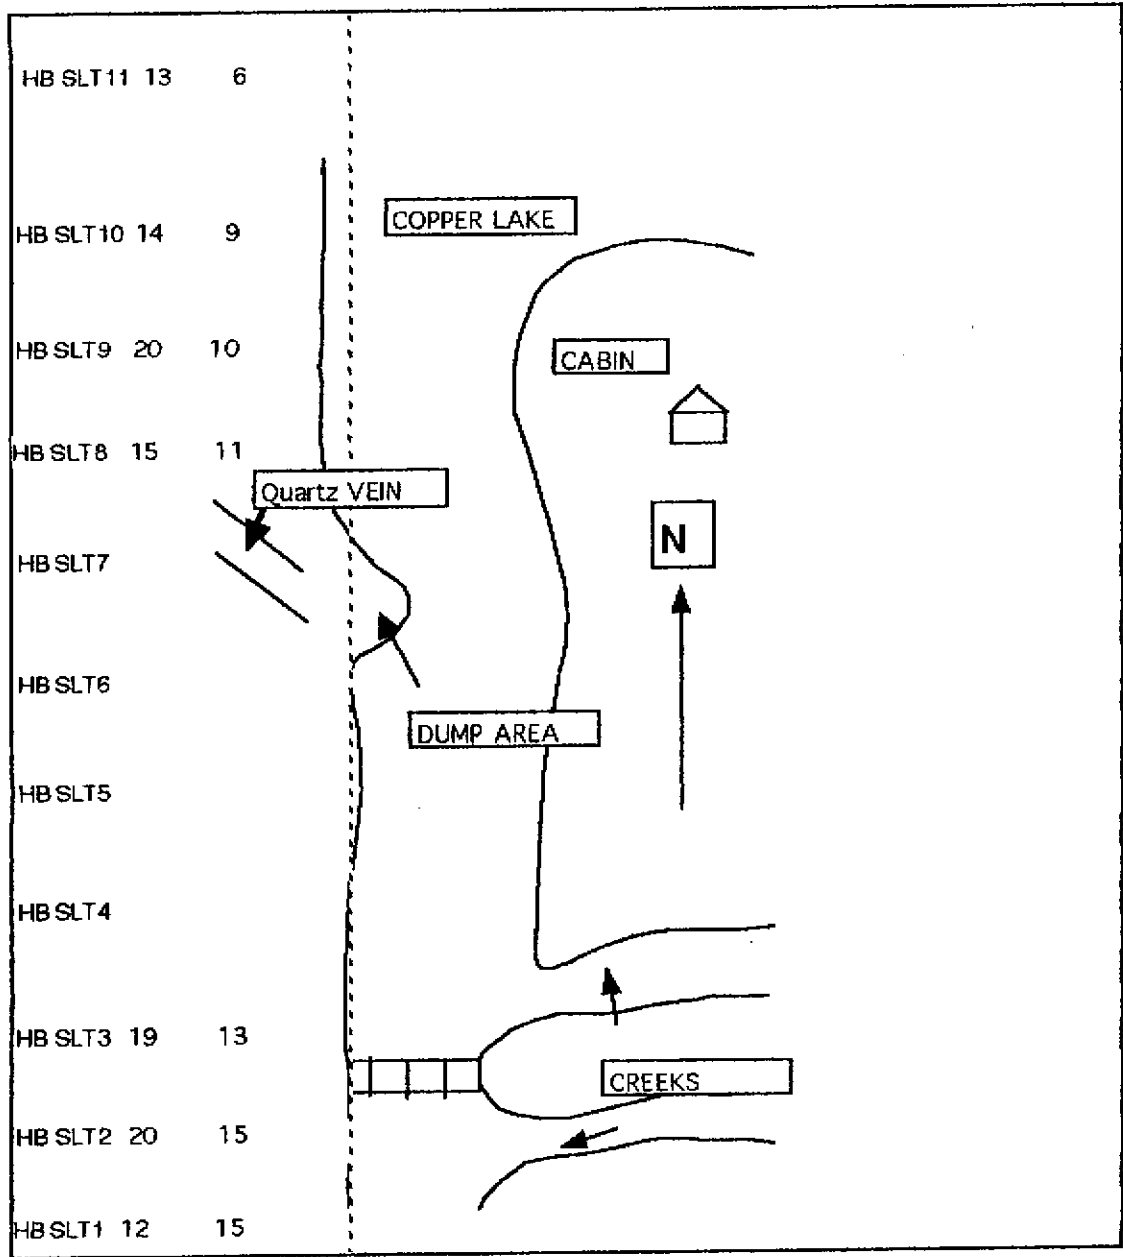 HB SLT11 13 6
COPPER LAKE
HB SLT10 14 9
HB SLT9 20 10
CABIN
HB SLT8 15 11
Quartz VEIN
N
HB SLT7
HB SLT6
DUMP AREA
HB SLT5
HB SLT4
HB SLT3 19 13
CREEKS
HB SLT2 20 15
HB SLT1 12 15